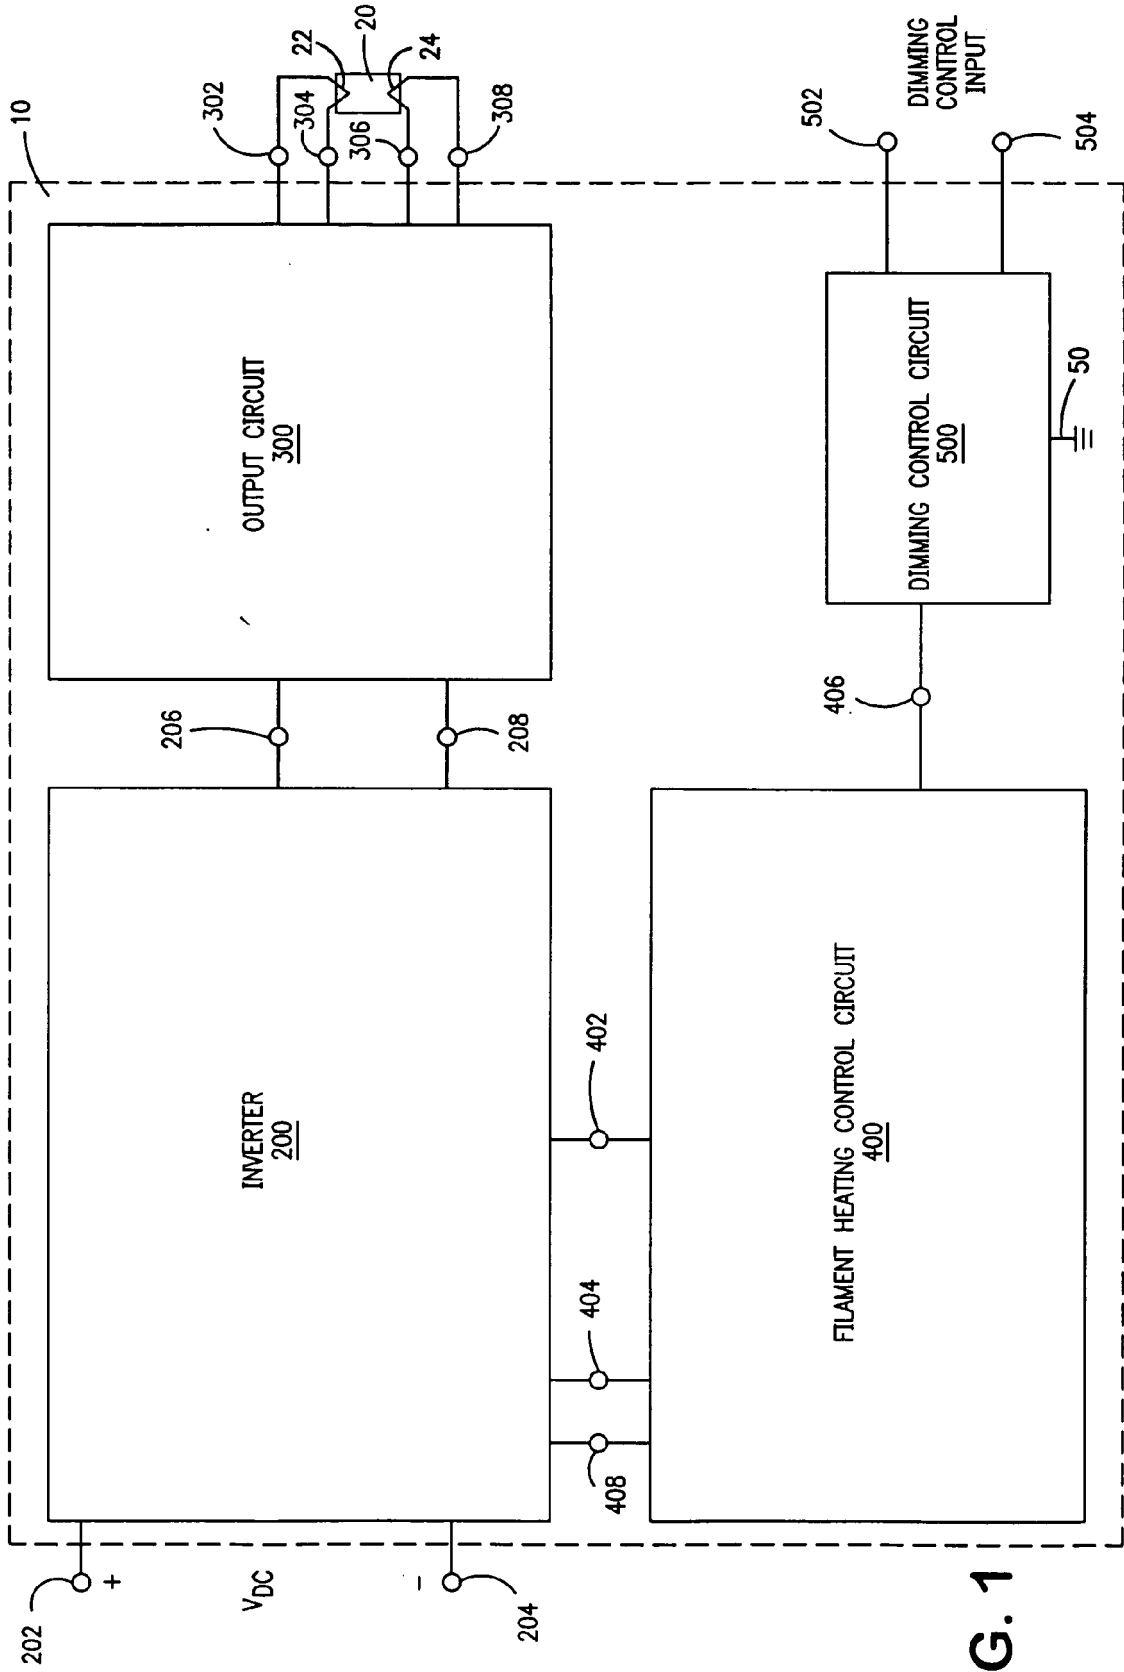 10
302
22
20
304
24
306
308
OUTPUT CIRCUIT
300
206
208
INVERTER
200
202
+
VDC
-
204
402
404
408
FILAMENT HEATING CONTROL CIRCUIT
400
406
DIMMING CONTROL CIRCUIT
500
50
502
504
DIMMING
CONTROL
INPUT
G. 1